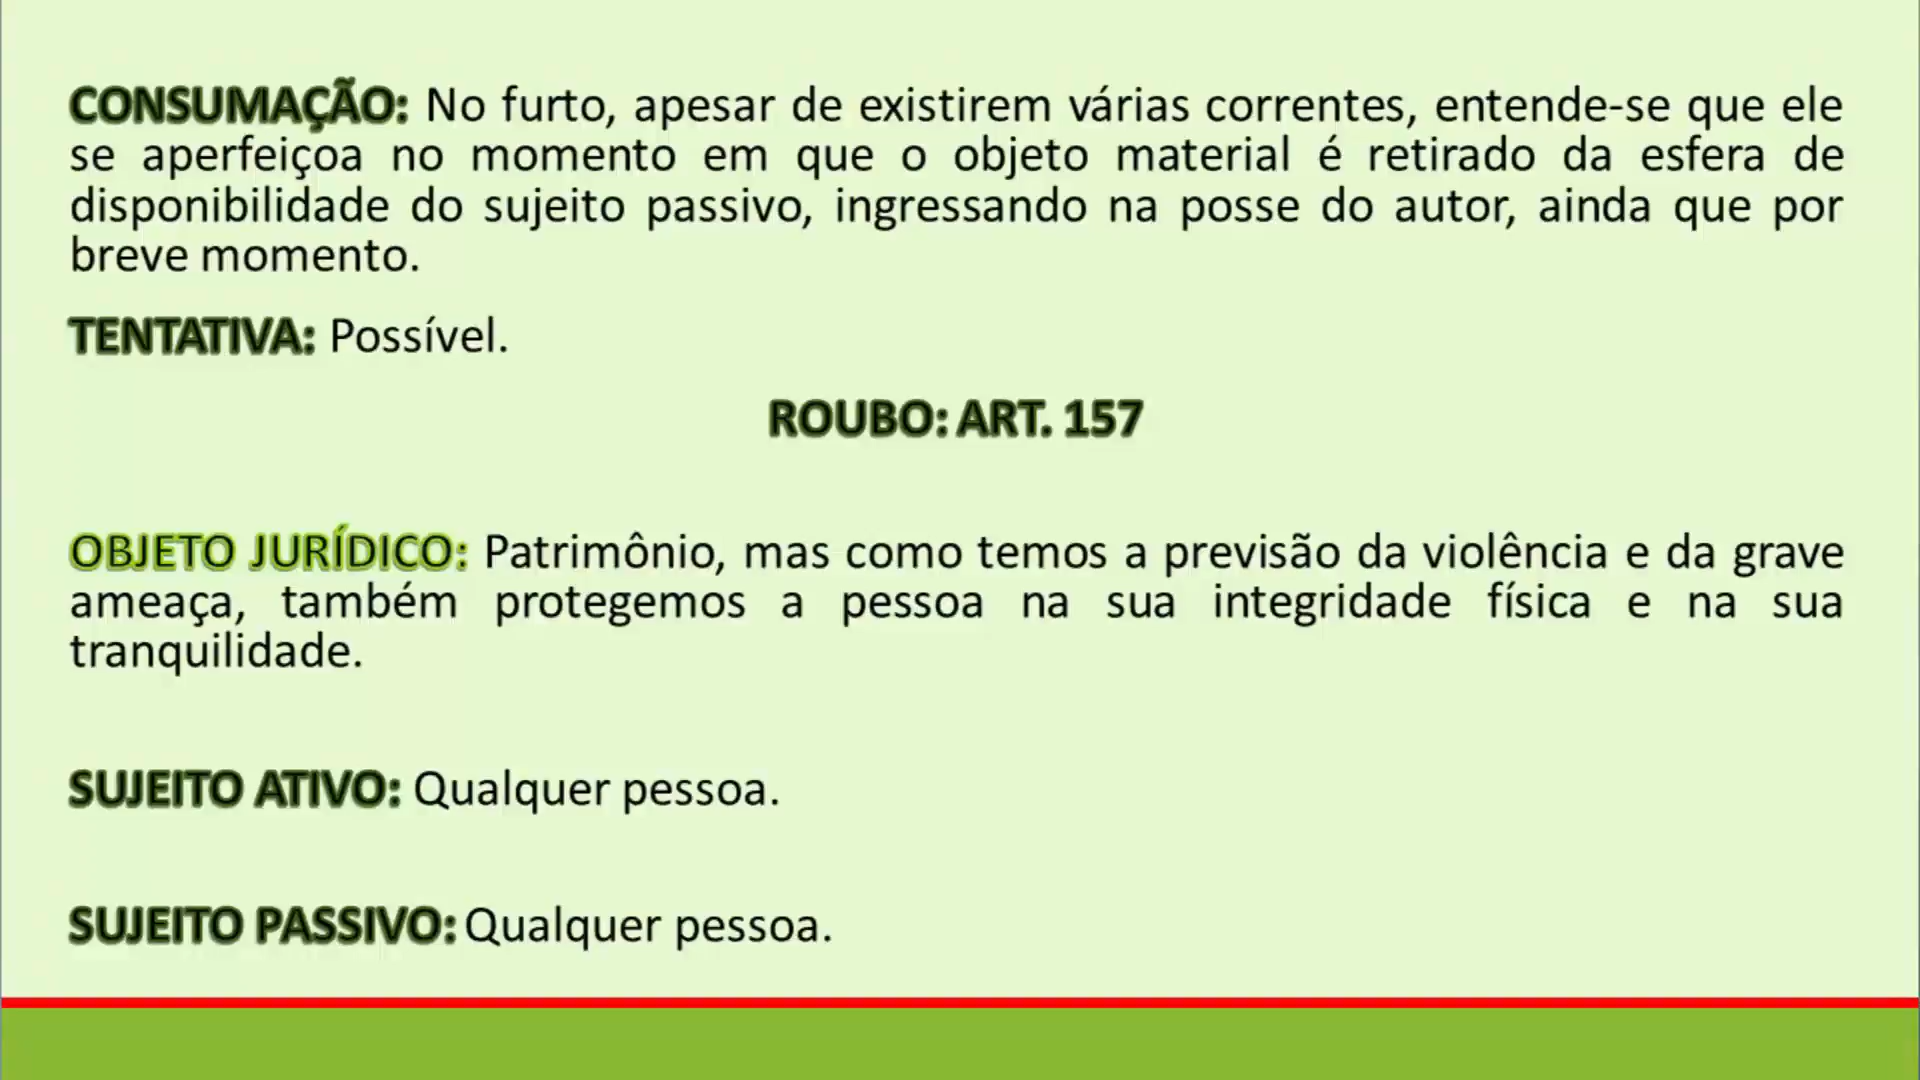 CONSUMAÇÃO: No furto, apesar de existirem várias correntes, entende-se que ele
se aperfeiçoa no momento em que o objeto material é retirado da esfera de
disponibilidade do sujeito passivo, ingressando na posse do autor, ainda que por
breve momento.
TENTATIVA: Possível.
ROUBO: ART. 157
OBJETO JURÍDICO: Patrimônio, mas como temos a previsão da violência e da grave
ameaça, também protegemos a pessoa na sua integridade física e na sua
tranquilidade.
SUJEITO ATIVO: Qualquer pessoa.
SUJEITO PASSIVO: Qualquer pessoa.